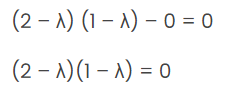 (2 – λ) (1 – λ) – 0 = 0
(2 – λ)(1 – λ) = 0